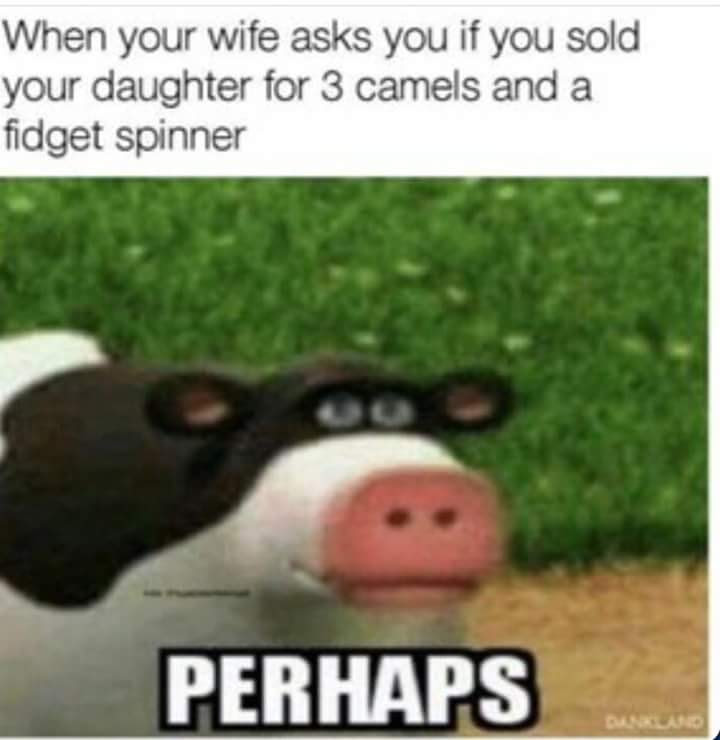 When your wife asks you if you sold
your daughter for 3 camels and a
fidget spinner
PERHAPS
DANKLAND